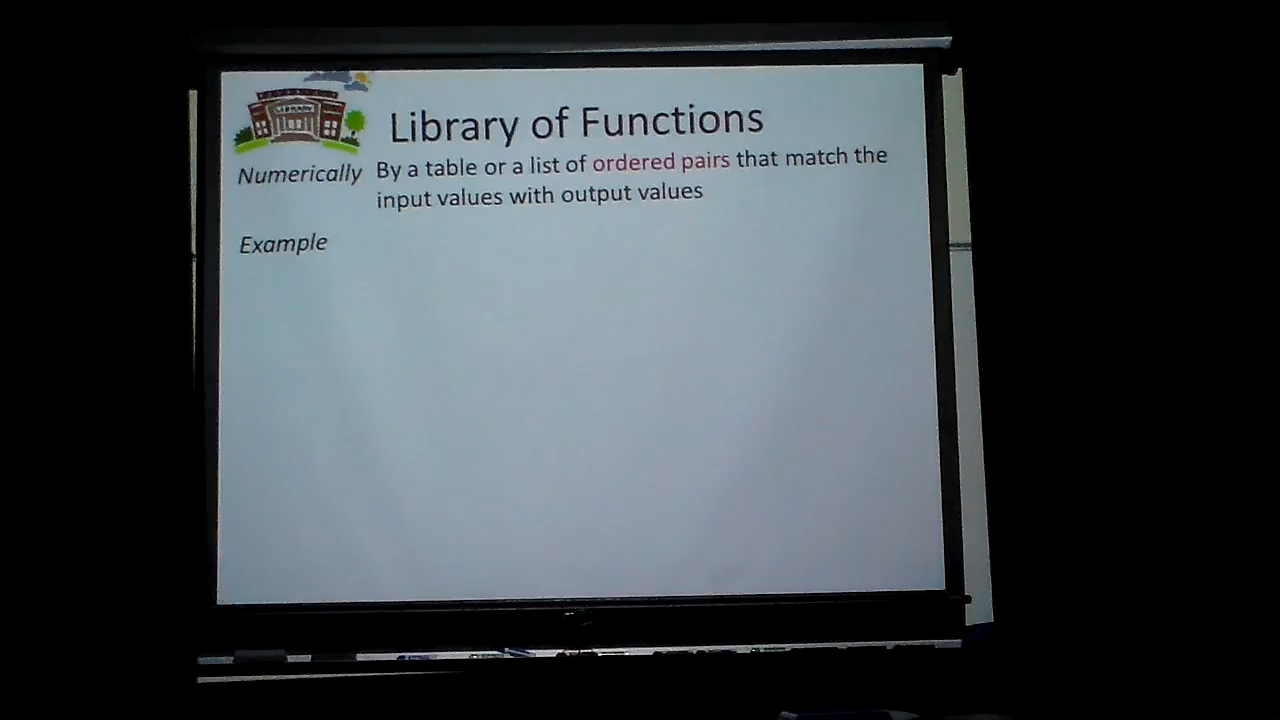 Library of Functions
Numerically By a table or a list of ordered pairs that match the
input values with output values
Example